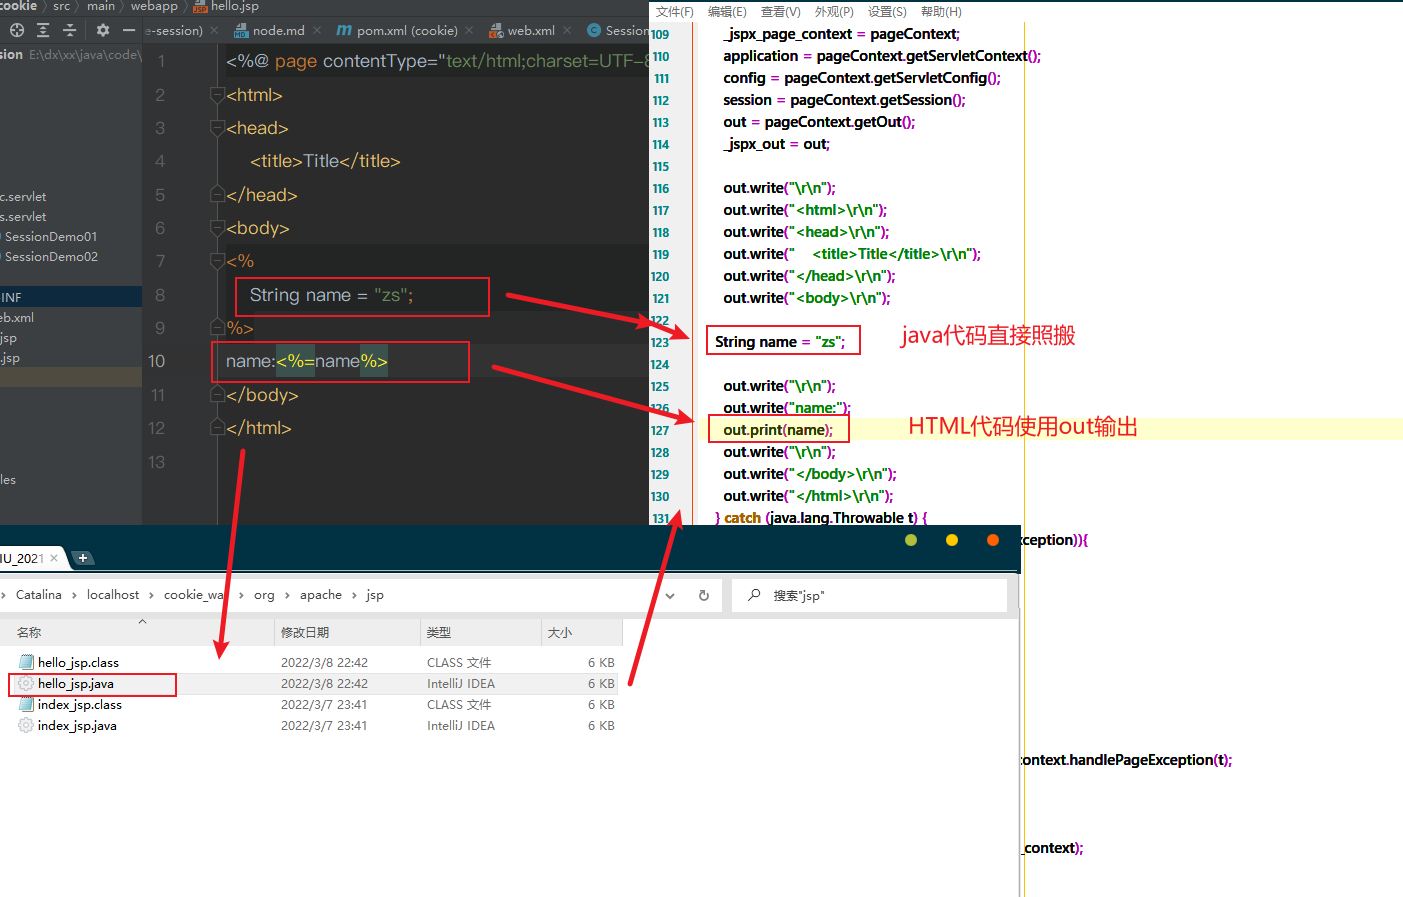 cookie › src › main › webapp › hello.jsp
e-session) × node.md × pom.xml (cookie) × web.xml × Session
sion E:\dx\xx\java\code\
c.servlet
s.servlet
SessionDemo01
SessionDemo02
INF
eb.xml
jsp
.jsp
les
1 <%@ page contentType="text/html;charset=UTF-8
2 <html>
3 <head>
4 <title>Title</title>
5 </head>
6 <body>
7 <%
8 String name = "zs";
9 %>
10 name:<%=name%>
11 </body>
12 </html>
13
文件(F) 编辑(E) 查看(V) 外观(P) 设置(S) 帮助(H)
109 _jspx_page_context = pageContext;
110 application = pageContext.getServletContext();
111 config = pageContext.getServletConfig();
112 session = pageContext.getSession();
113 out = pageContext.getOut();
114 _jspx_out = out;
115
116 out.write("\r\n");
117 out.write("<html>\r\n");
118 out.write("<head>\r\n");
119 out.write("    <title>Title</title>\r\n");
120 out.write("</head>\r\n");
121 out.write("<body>\r\n");
122
123 String name = "zs";
java代码直接照搬
124
125 out.write("\r\n");
126 out.write("name:");
127 out.print(name);
HTML代码使用out输出
128 out.write("\r\n");
129 out.write("</body>\r\n");
130 out.write("</html>\r\n");
131 } catch (java.lang.Throwable t) {
ception)){
context.handlePageException(t);
_context);
IU_2021 × +
› Catalina › localhost › cookie_wa › org › apache › jsp
搜索"jsp"
名称 修改日期 类型 大小
hello_jsp.class 2022/3/8 22:42 CLASS 文件 6 KB
hello_jsp.java 2022/3/8 22:42 IntelliJ IDEA 6 KB
index_jsp.class 2022/3/7 23:41 CLASS 文件 6 KB
index_jsp.java 2022/3/7 23:41 IntelliJ IDEA 6 KB